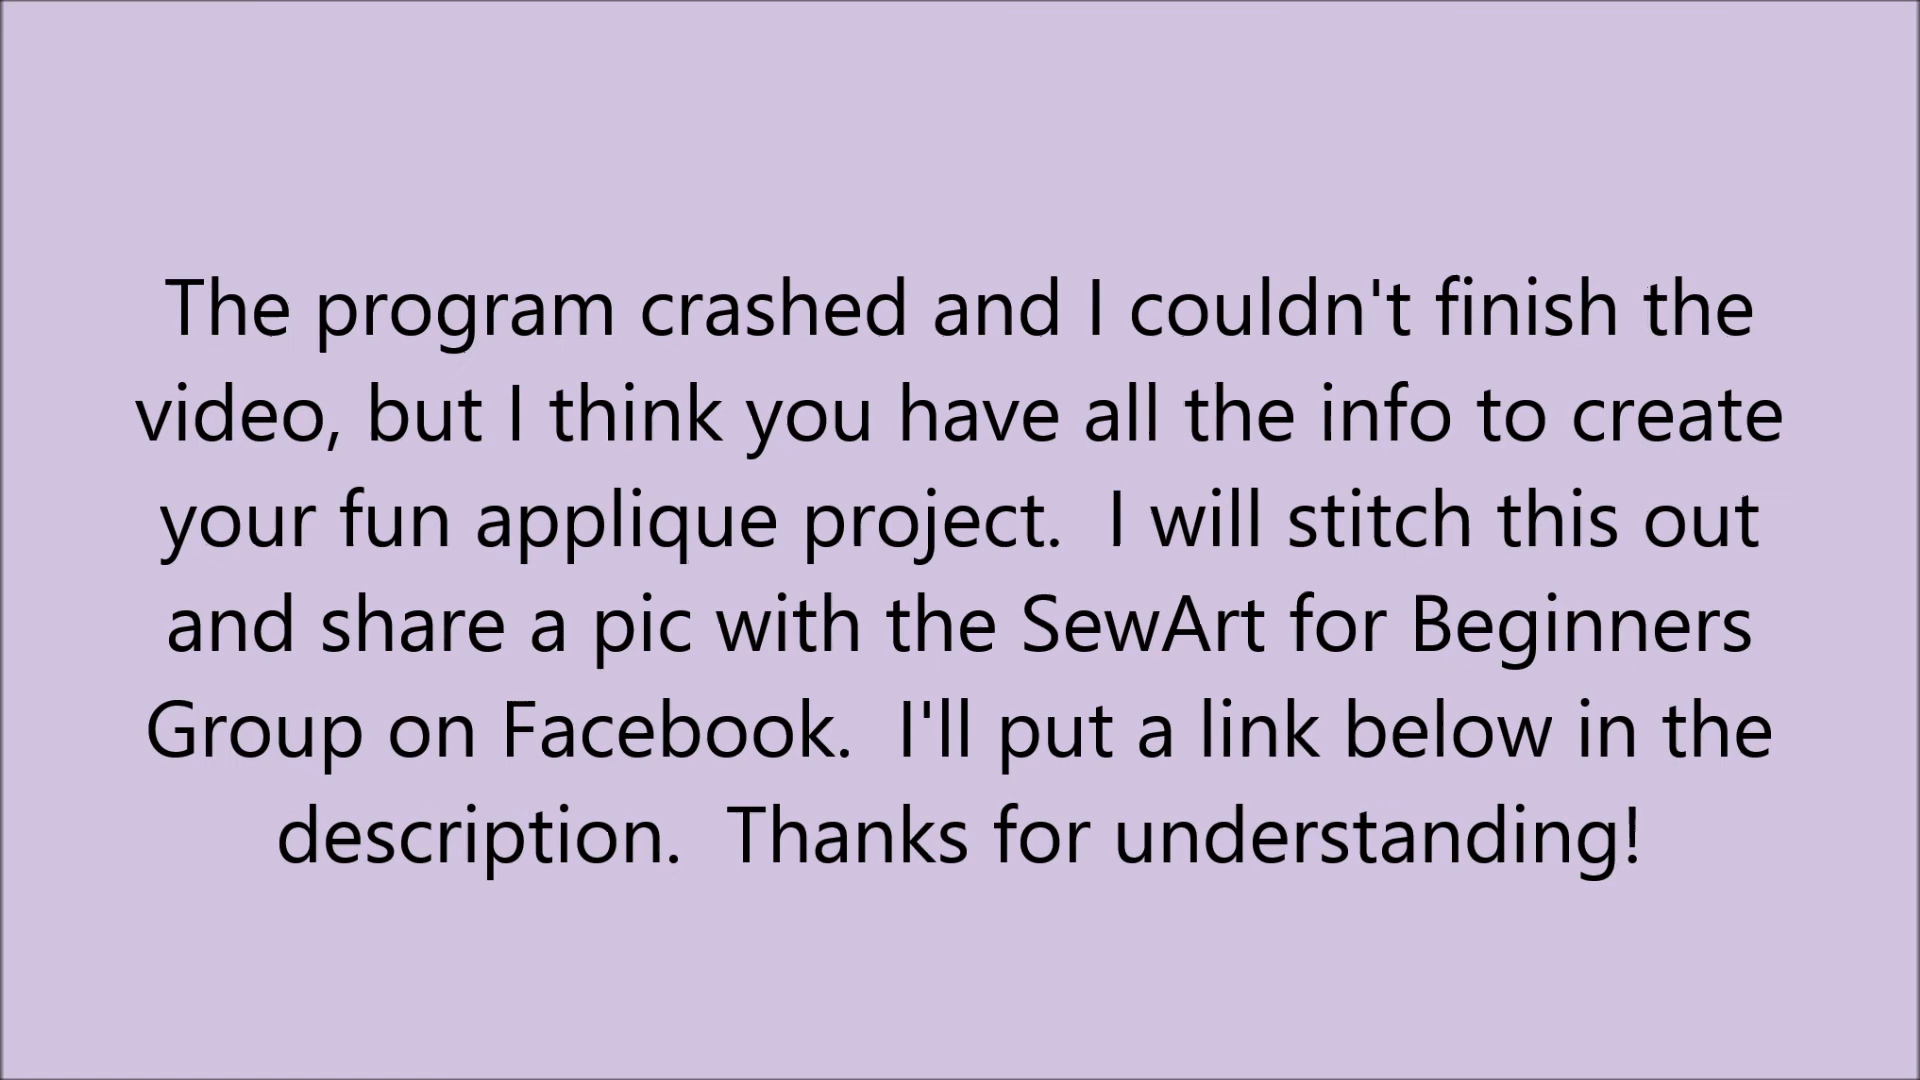 The program crashed and I couldn't finish the
video, but I think you have all the info to create
your fun applique project.  I will stitch this out
and share a pic with the SewArt for Beginners
Group on Facebook.  I'll put a link below in the
description.  Thanks for understanding!